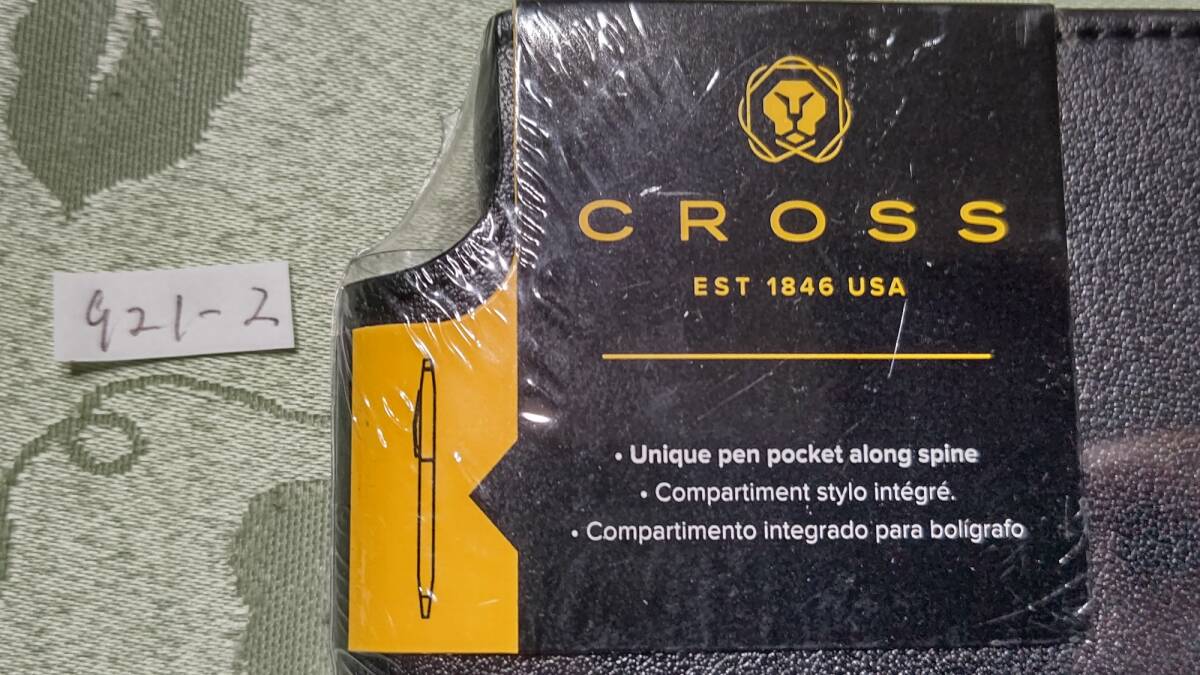 CROSS
EST 1846 USA
921-2
• Unique pen pocket along spine
• Compartiment stylo intégré.
• Compartimento integrado para bolígrafo